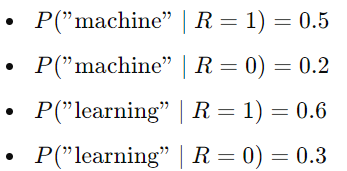 • P("machine" | R = 1) = 0.5
• P("machine" | R = 0) = 0.2
• P("learning" | R = 1) = 0.6
• P("learning" | R = 0) = 0.3